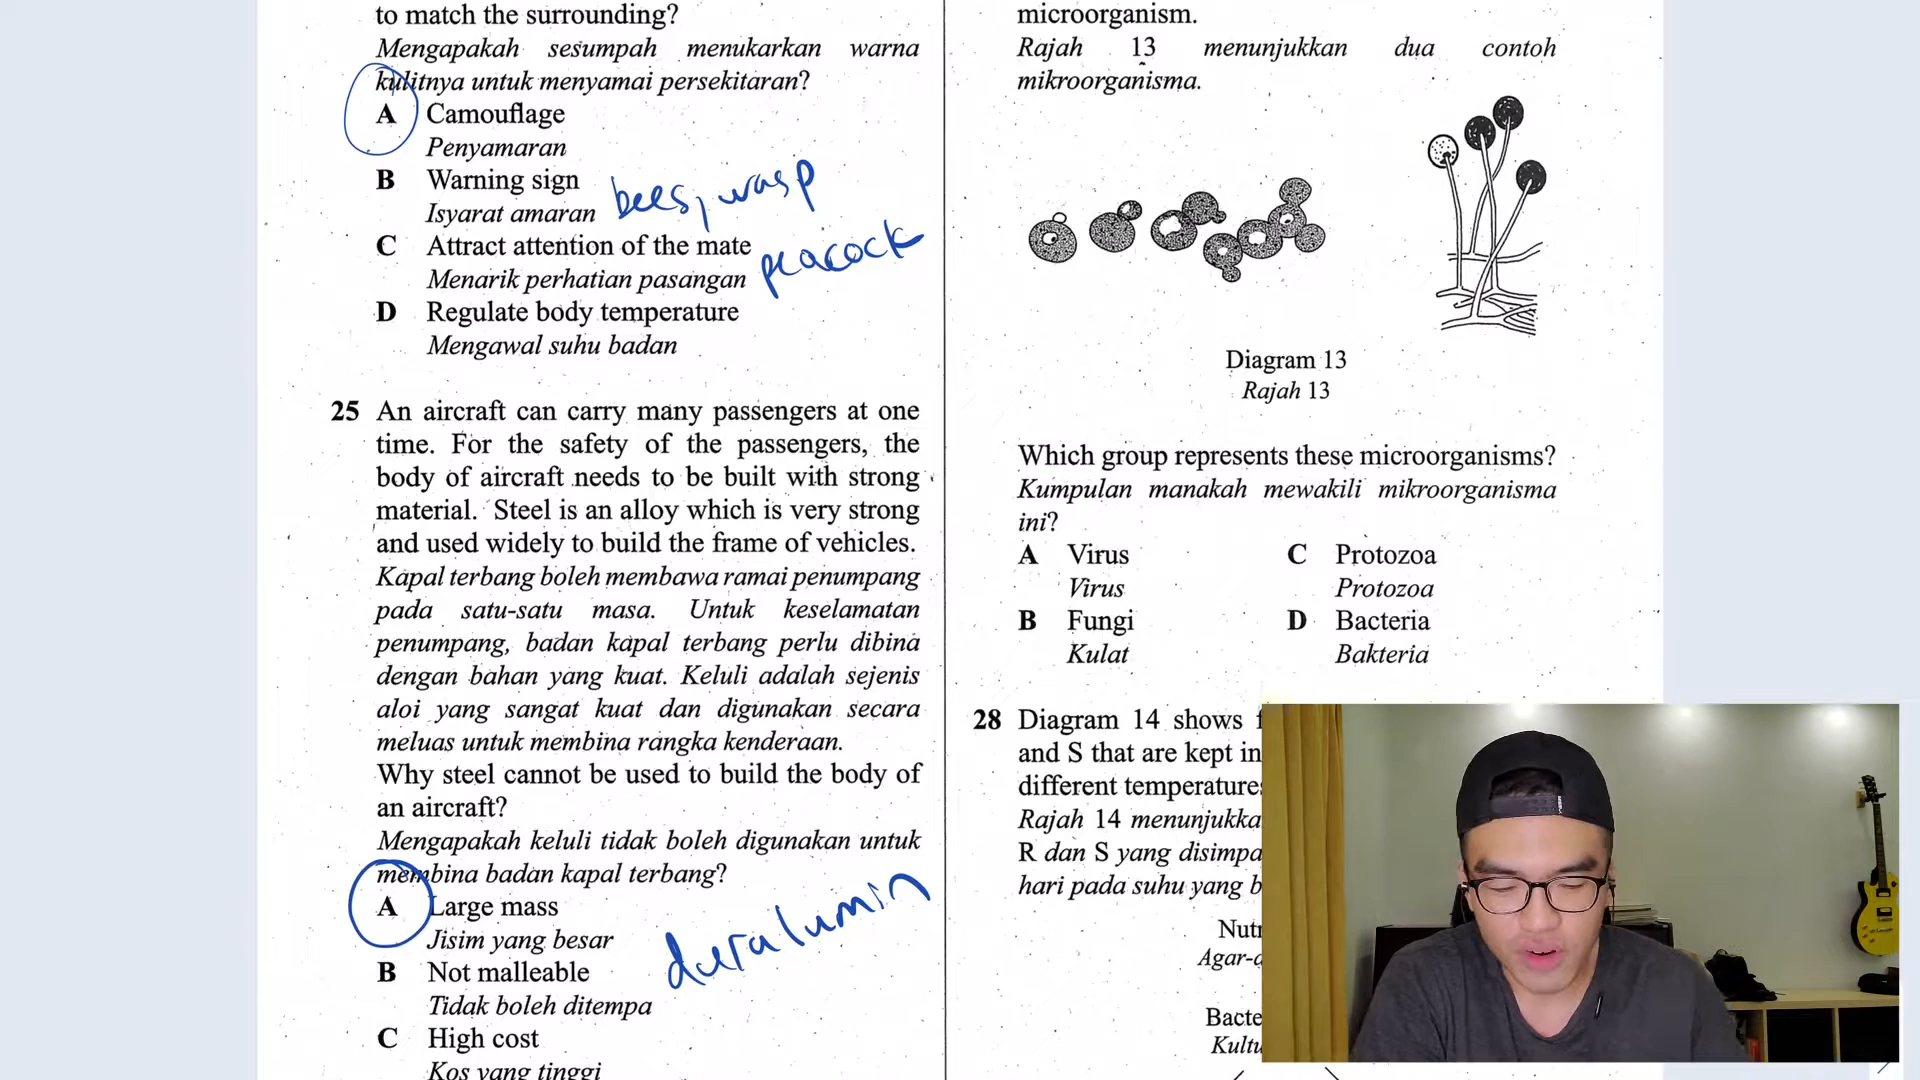 to match the surrounding?
Mengapakah sesumpah menukarkan warna
kulitnya untuk menyamai persekitaran?
A Camouflage
Penyamaran
B Warning sign
Isyarat amaran
bees, wasp
C Attract attention of the mate
Menarik perhatian pasangan
peacock
D Regulate body temperature
Mengawal suhu badan
25 An aircraft can carry many passengers at one
time. For the safety of the passengers, the
body of aircraft needs to be built with strong
material. Steel is an alloy which is very strong
and used widely to build the frame of vehicles.
Kapal terbang boleh membawa ramai penumpang
pada satu-satu masa. Untuk keselamatan
penumpang, badan kapal terbang perlu dibina
dengan bahan yang kuat. Keluli adalah sejenis
aloi yang sangat kuat dan digunakan secara
meluas untuk membina rangka kenderaan.
Why steel cannot be used to build the body of
an aircraft?
Mengapakah keluli tidak boleh digunakan untuk
membina badan kapal terbang?
A Large mass
Jisim yang besar
duralumin
B Not malleable
Tidak boleh ditempa
C High cost
Kos yang tinggi
microorganism.
Rajah 13 menunjukkan dua contoh
mikroorganisma.
Diagram 13
Rajah 13
Which group represents these microorganisms?
Kumpulan manakah mewakili mikroorganisma
ini?
A Virus
Virus
B Fungi
Kulat
C Protozoa
Protozoa
D Bacteria
Bakteria
28 Diagram 14 shows
and S that are kept in
different temperature
Rajah 14 menunjukka
R dan S yang disimpa
hari pada suhu yang b
Nutr
Agar-
Bacte
Kultu